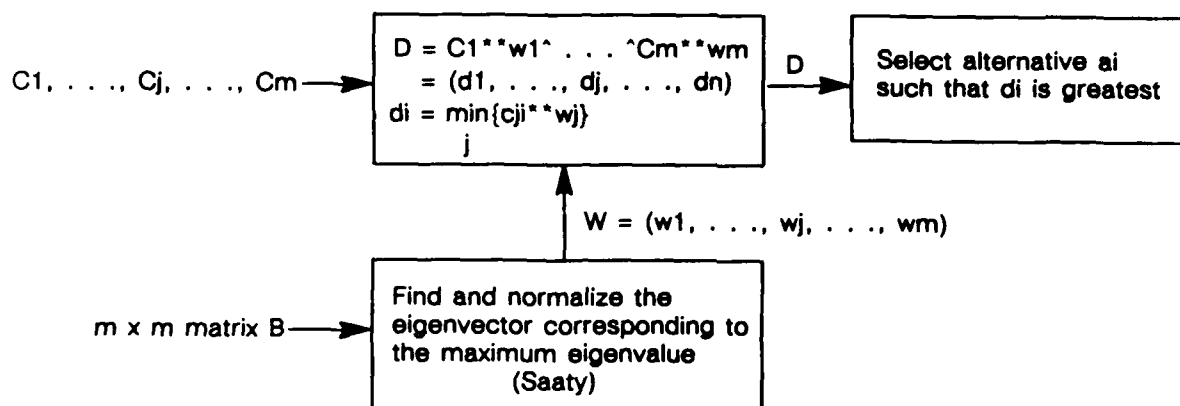 C1, . . ., Cj, . . ., Cm
D = C1**w1^ . . . ^Cm**wm
= (d1, . . ., dj, . . ., dn)
di = min{cji**wj}
j
D
Select alternative ai
such that di is greatest
W = (w1, . . ., wj, . . ., wm)
m x m matrix B
Find and normalize the
eigenvector corresponding to
the maximum eigenvalue
(Saaty)